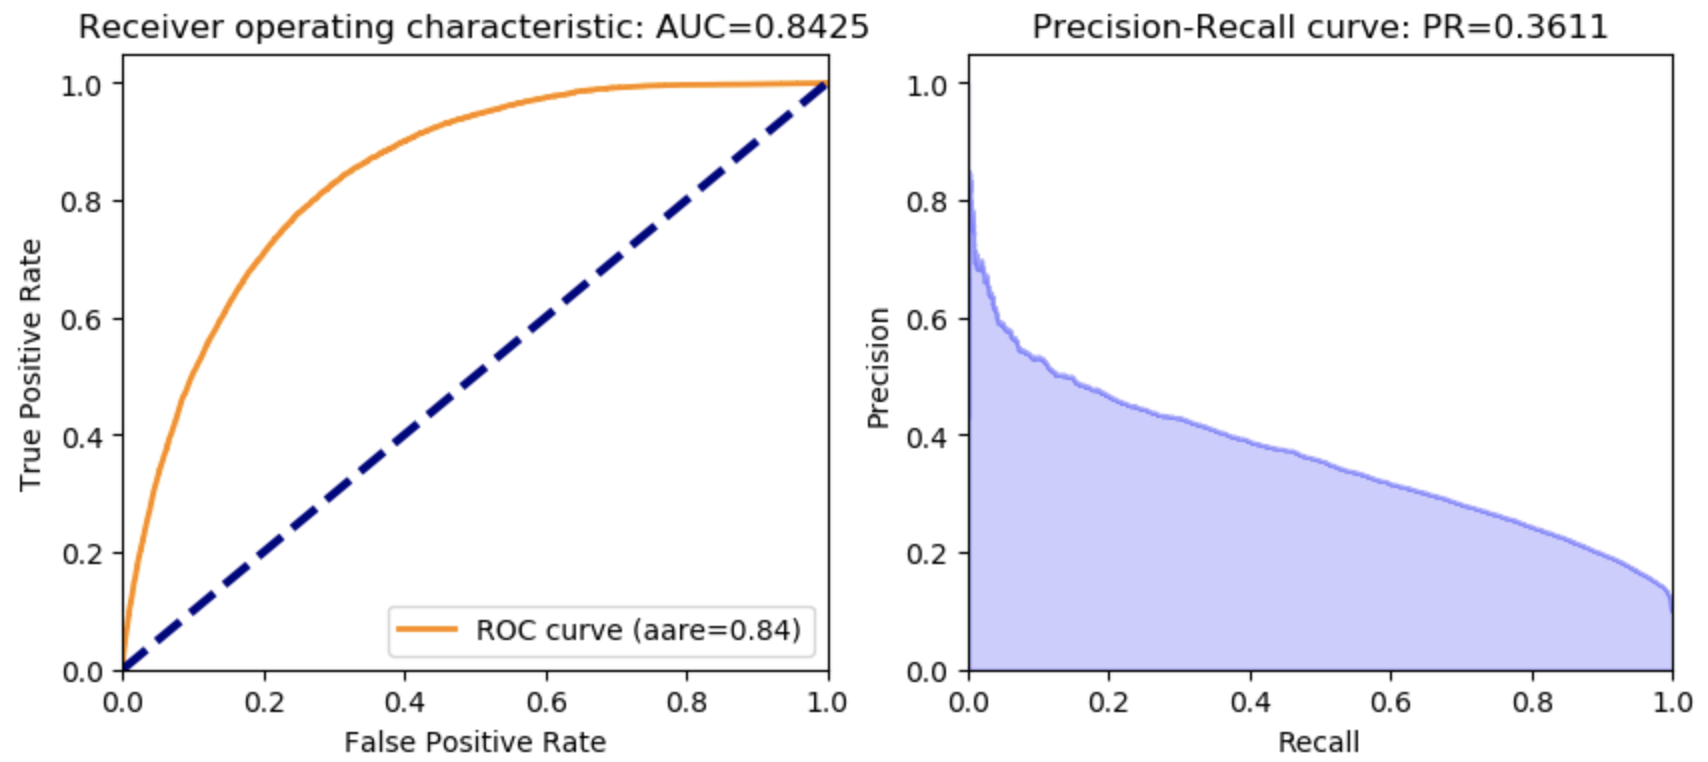 Receiver operating characteristic: AUC=0.8425
1.0
0.8
0.6
0.4
0.2
0.0
True Positive Rate
ROC curve (aare=0.84)
0.0 0.2 0.4 0.6 0.8 1.0
False Positive Rate
Precision-Recall curve: PR=0.3611
1.0
0.8
0.6
0.4
0.2
0.0
Precision
0.0 0.2 0.4 0.6 0.8 1.0
Recall